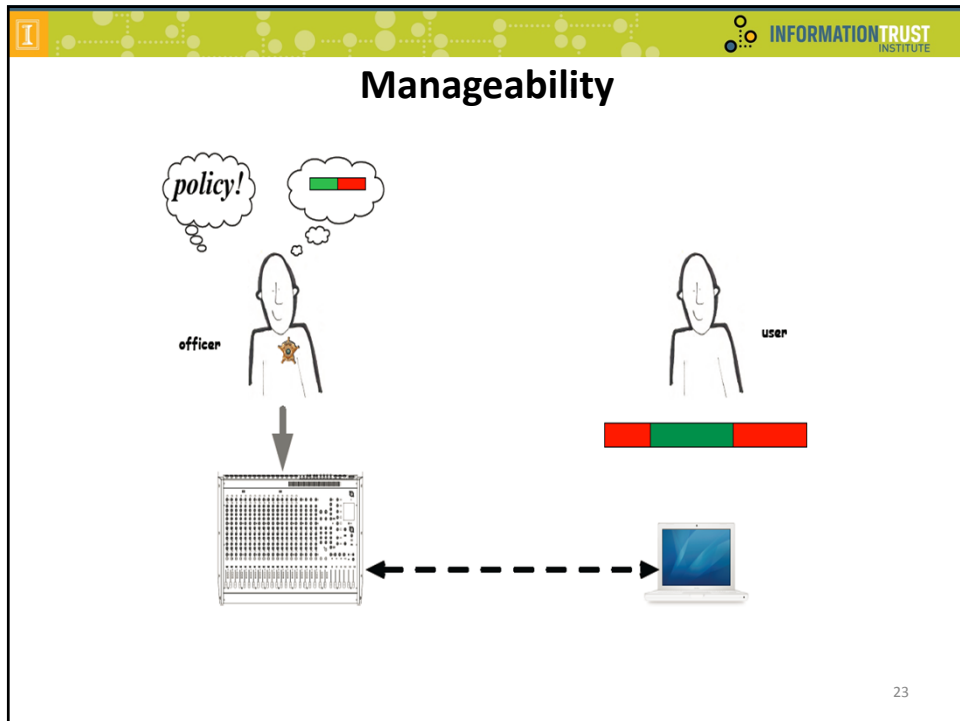 I
INFORMATIONTRUST
INSTITUTE
Manageability
policy!
officer
user
23